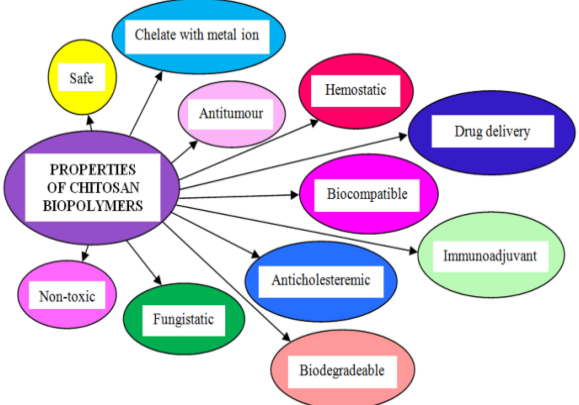 Chelate with metal ion
Safe
Hemostatic
Antitumour
Drug delivery
PROPERTIES
OF CHITOSAN
BIOPOLYMERS
Biocompatible
Immunoadjuvant
Anticholesteremic
Non-toxic
Fungistatic
Biodegradeable